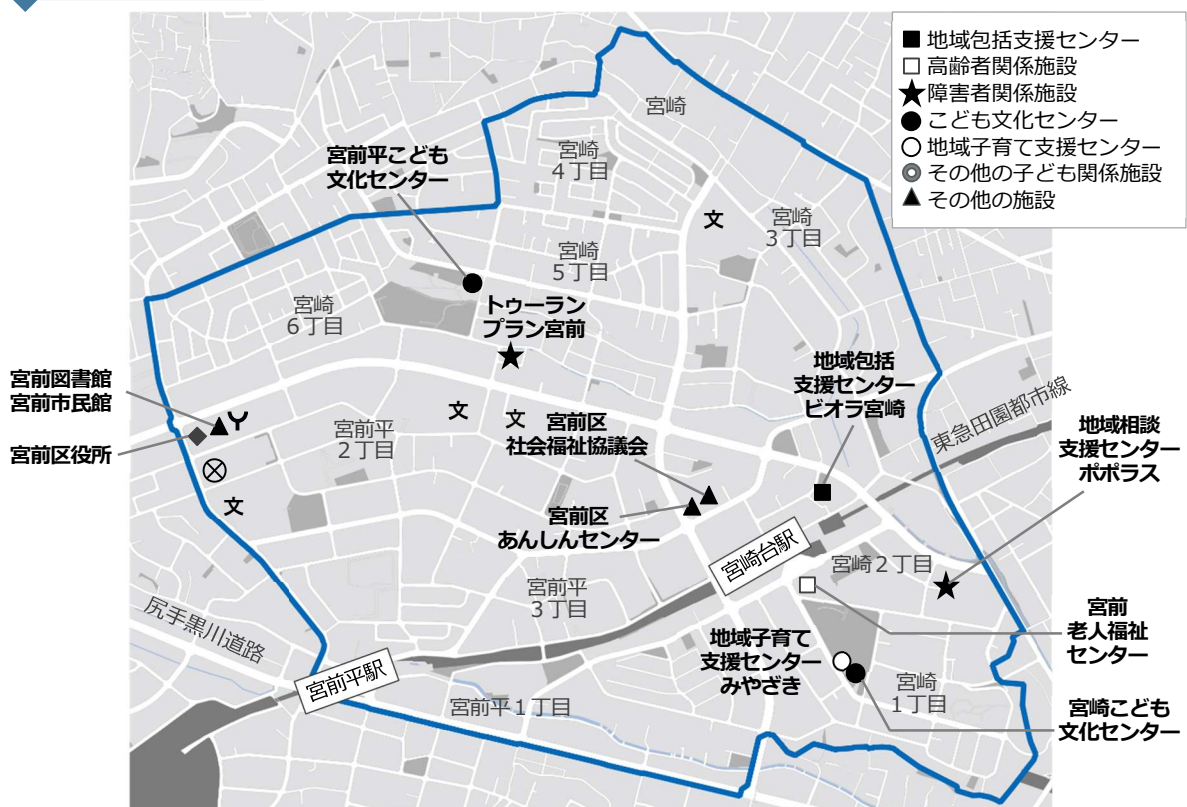 地域包括支援センター
高齢者関係施設
障害者関係施設
こども文化センター
地域子育て支援センター
その他の子ども関係施設
その他の施設
宮崎
宮前平こども
文化センター
宮崎
4丁目
文
宮崎
3丁目
宮崎
5丁目
宮崎
6丁目
トゥーラン
プラン宮前
宮前図書館
宮前市民館
宮前区役所
文
宮前平
2丁目
文
文
宮前区
社会福祉協議会
地域包括
支援センター
ビオラ宮崎
東急田園都市線
地域相談
支援センター
ポポラス
宮前区
あんしんセンター
宮崎台駅
宮崎2丁目
宮前平
3丁目
宮前
老人福祉
センター
尻手黒川道路
宮前平駅
地域子育て
支援センター
みやざき
宮前平1丁目
宮崎
1丁目
宮崎こども
文化センター